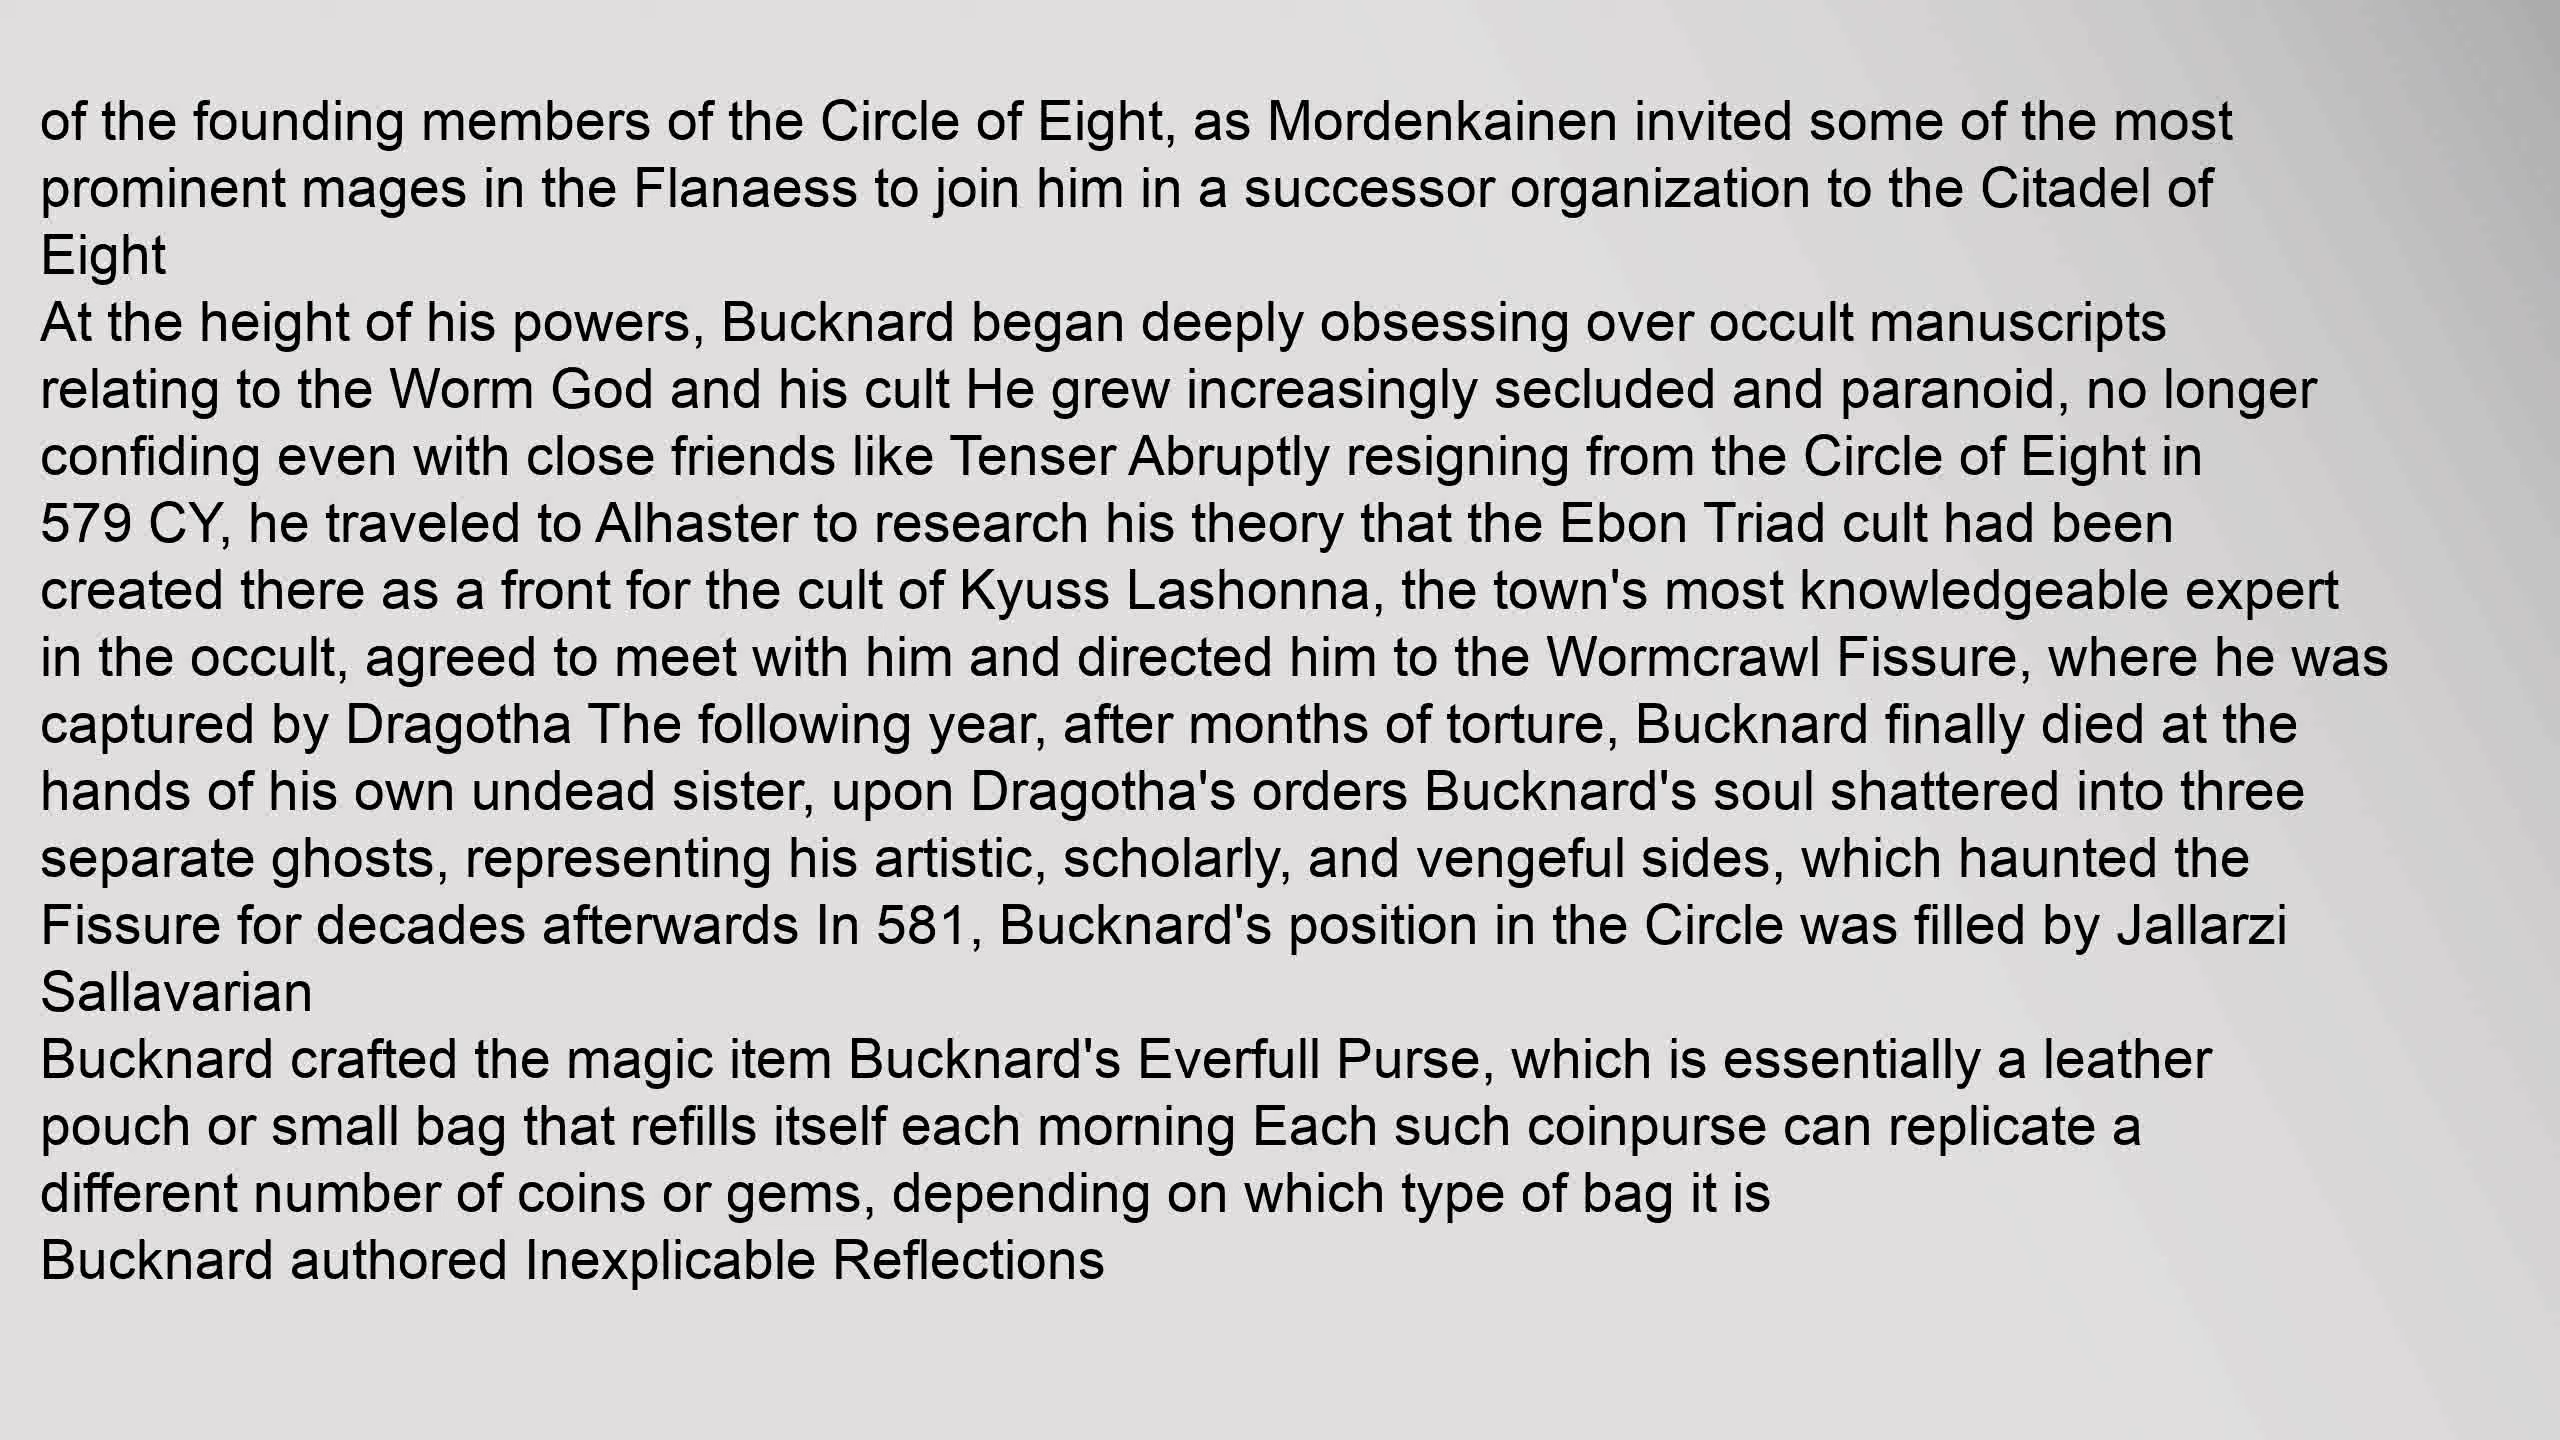 of the founding members of the Circle of Eight, as Mordenkainen invited some of the most
prominent mages in the Flanaess to join him in a successor organization to the Citadel of
Eight
At the height of his powers, Bucknard began deeply obsessing over occult manuscripts
relating to the Worm God and his cult He grew increasingly secluded and paranoid, no longer
confiding even with close friends like Tenser Abruptly resigning from the Circle of Eight in
579 CY, he traveled to Alhaster to research his theory that the Ebon Triad cult had been
created there as a front for the cult of Kyuss Lashonna, the town's most knowledgeable expert
in the occult, agreed to meet with him and directed him to the Wormcrawl Fissure, where he was
captured by Dragotha The following year, after months of torture, Bucknard finally died at the
hands of his own undead sister, upon Dragotha's orders Bucknard's soul shattered into three
separate ghosts, representing his artistic, scholarly, and vengeful sides, which haunted the
Fissure for decades afterwards In 581, Bucknard's position in the Circle was filled by Jallarzi
Sallavarian
Bucknard crafted the magic item Bucknard's Everfull Purse, which is essentially a leather
pouch or small bag that refills itself each morning Each such coinpurse can replicate a
different number of coins or gems, depending on which type of bag it is
Bucknard authored Inexplicable Reflections